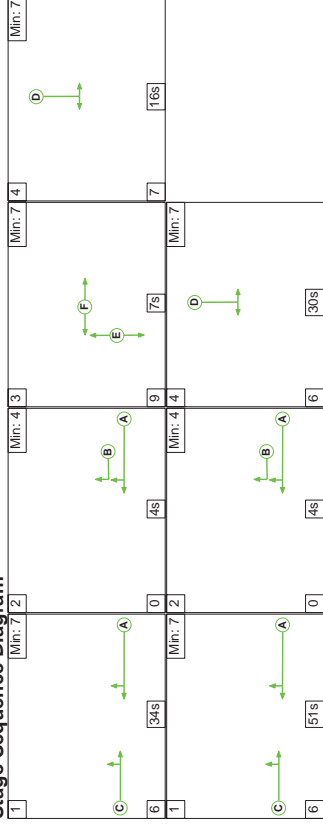 Stage Sequence Diagram
1 Min: 7
C A
6 34s
2 Min: 4
B
A
0 4s
3 Min: 7
F
E
9 7s
4 Min: 7
D
7 16s
1 Min: 7
C A
6 51s
2 Min: 4
B
A
0 4s
4 Min: 7
D
6 30s